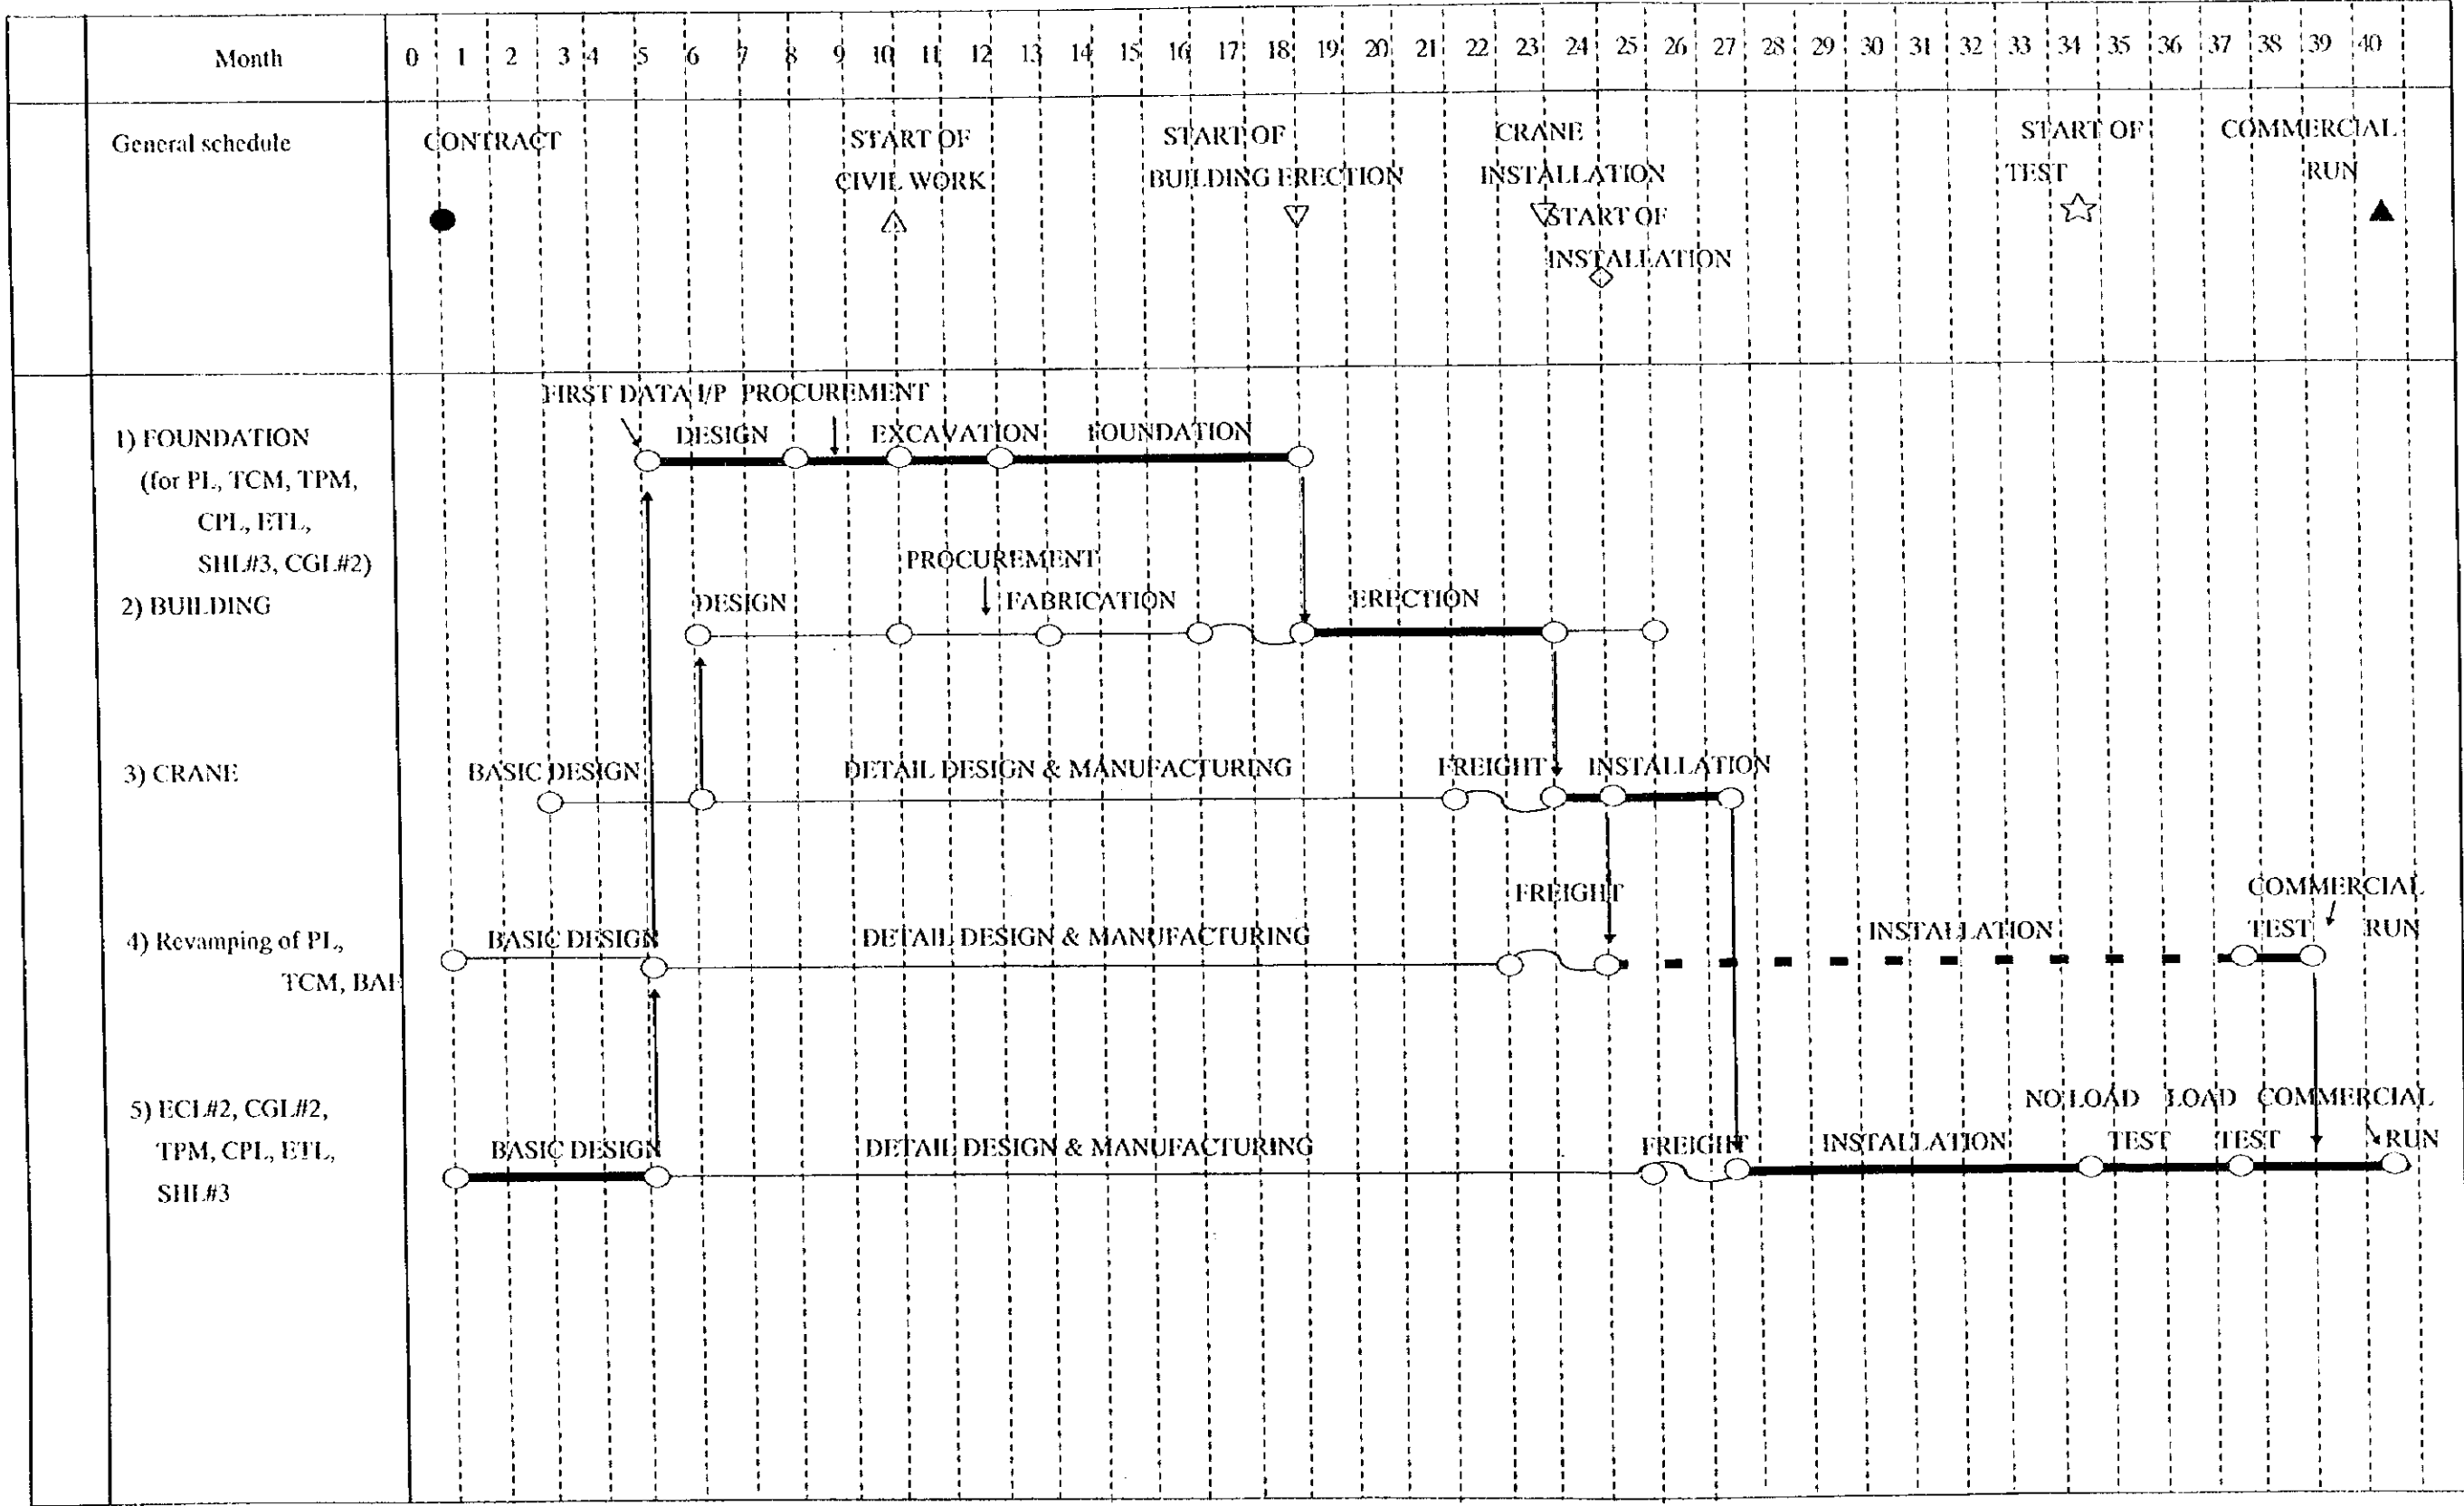 Month 0 1 2 3 4 5 6 7 8 9 10 11 12 13 14 15 16 17 18 19 20 21 22 23 24 25 26 27 28 29 30 31 32 33 34 35 36 37 38 39 40
General schedule
CONTRACT
START OF
CIVIL WORK
START OF
BUILDING ERECTION
CRANE
INSTALLATION
START OF
INSTALLATION
START OF
TEST
COMMERCIAL
RUN
1) FOUNDATION
(for PL, TCM, TPM,
CPL, ETL,
SHL#3, CGL#2)
FIRST DATA I/P PROCUREMENT
DESIGN EXCAVATION FOUNDATION
2) BUILDING
PROCUREMENT
DESIGN FABRICATION ERECTION
3) CRANE
BASIC DESIGN DETAIL DESIGN & MANUFACTURING FREIGHT INSTALLATION
4) Revamping of PL,
TCM, BAF
FREIGHT
COMMERCIAL
BASIC DESIGN DETAIL DESIGN & MANUFACTURING INSTALLATION TEST RUN
5) ECL#2, CGL#2,
TPM, CPL, ETL,
SHL#3
NO LOAD LOAD COMMERCIAL
BASIC DESIGN DETAIL DESIGN & MANUFACTURING FREIGHT INSTALLATION TEST TEST RUN